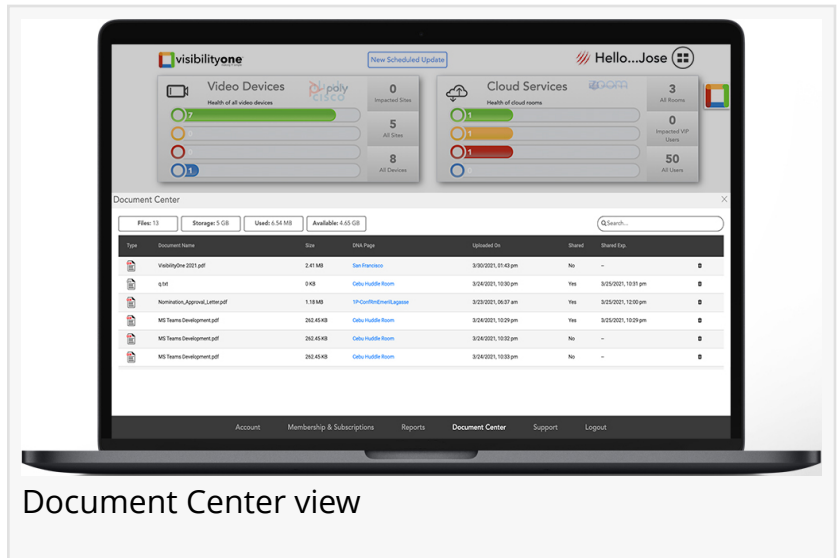 visibilityone
New Scheduled Update
Hello...Jose
Video Devices
poly
CISCO
Health of all video devices
7
1
0
Impacted Sites
5
All Sites
8
All Devices
Cloud Services
zoom
Health of cloud rooms
1
1
1
3
All Rooms
0
Impacted VIP
Users
50
All Users
Document Center
X
Files: 13 Storage: 5 GB Used: 6.54 MB Available: 4.65 GB Search...
Type Document Name Size DNA Page Uploaded On Shared Shared Exp.
VisibilityOne 2021.pdf 2.41 MB San Francisco 3/30/2021, 01:43 pm No –
q.txt 0 KB Cebu Huddle Room 3/24/2021, 10:30 pm Yes 3/25/2021, 10:31 pm
Nomination_Approval_Letter.pdf 1.18 MB 1P-ConfRmEmerilLagasse 3/23/2021, 06:37 am Yes 3/25/2021, 12:00 pm
MS Teams Development.pdf 262.45 KB Cebu Huddle Room 3/24/2021, 10:29 pm Yes 3/25/2021, 10:29 pm
MS Teams Development.pdf 262.45 KB Cebu Huddle Room 3/24/2021, 10:32 pm No –
MS Teams Development.pdf 262.45 KB Cebu Huddle Room 3/24/2021, 10:33 pm No –
Account Membership & Subscriptions Reports Document Center Support Logout
Document Center view